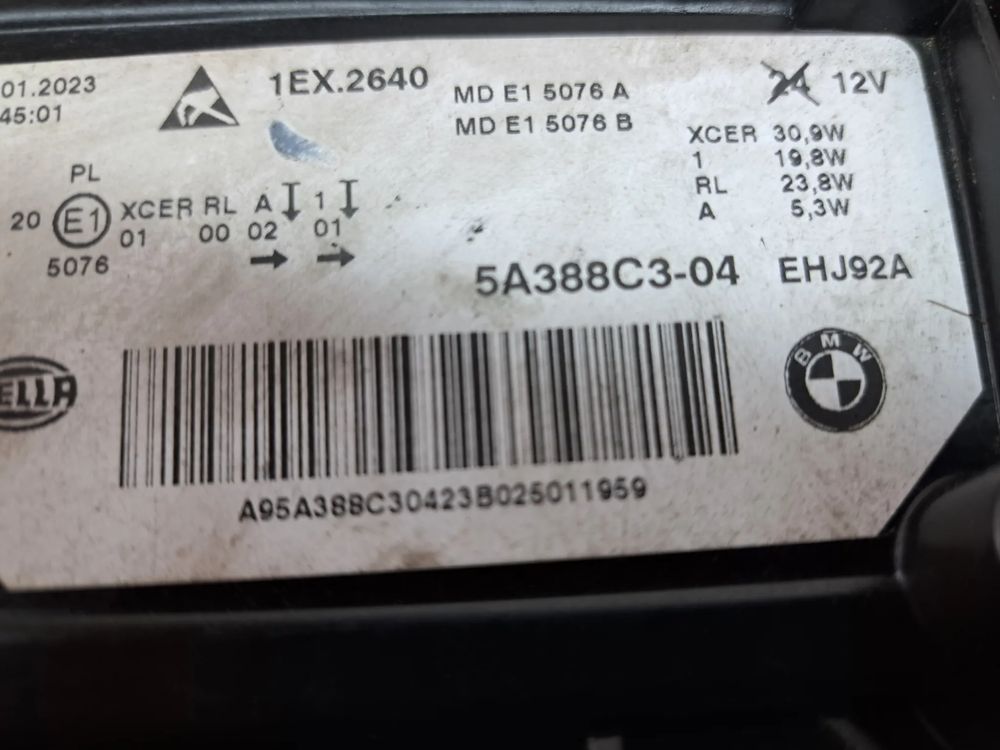 01.2023
45:01
1EX.2640
MD E1 5076 A
MD E1 5076 B
24 12V
XCER 30,9W
1 19,8W
RL 23,8W
A 5,3W
PL
20 E1 XCER RL A 1
01 00 02 01
5076
5A388C3-04 EHJ92A
ELLA
BMW
A95A388C30423B025011959